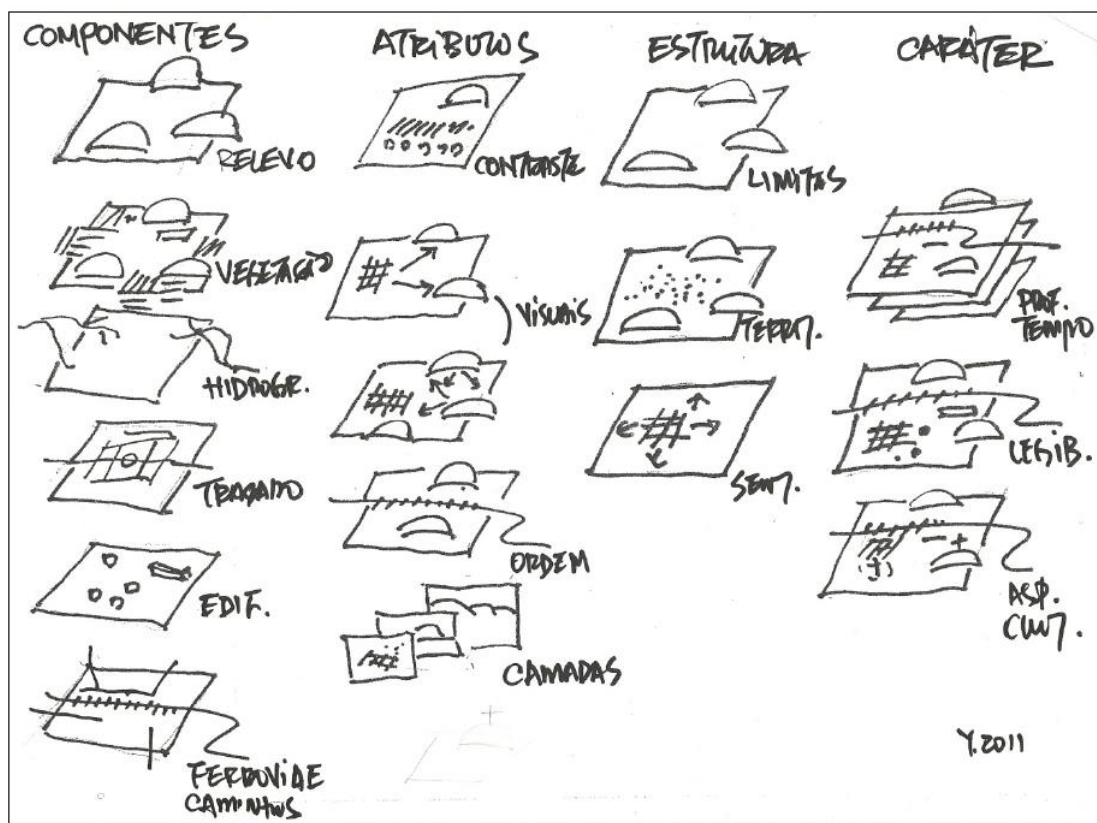 COMPONENTES
ATRIBUTOS
ESTRUTURA
CARÁTER
RELEVO
VEGETAÇÃO
HIDROGR.
TRAÇADO
EDIF.
FERROVIA E
CAMINHOS
CONTRASTE
VISUAIS
ORDEM
CAMADAS
LIMITES
TERRIT.
SENT.
PROF.
TEMPO
LEGIB.
ASP.
CULT.
Y.2011